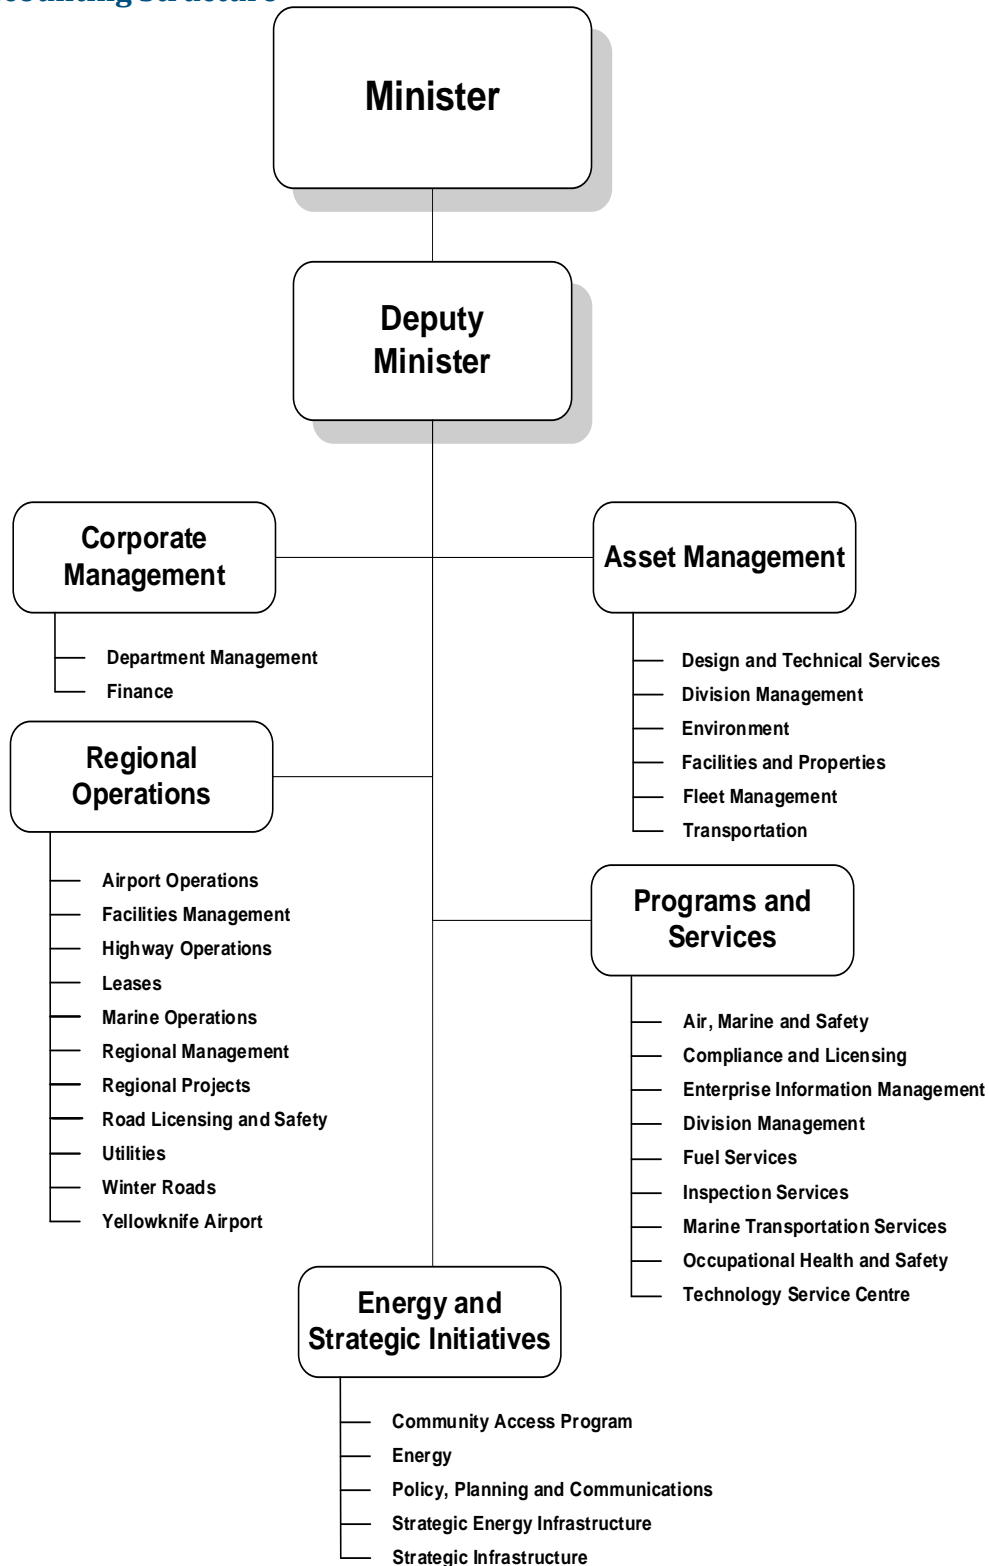 Minister
Deputy
Minister
Corporate
Management
Department Management
Finance
Asset Management
Design and Technical Services
Division Management
Environment
Facilities and Properties
Fleet Management
Transportation
Regional
Operations
Airport Operations
Facilities Management
Highway Operations
Leases
Marine Operations
Regional Management
Regional Projects
Road Licensing and Safety
Utilities
Winter Roads
Yellowknife Airport
Programs and
Services
Air, Marine and Safety
Compliance and Licensing
Enterprise Information Management
Division Management
Fuel Services
Inspection Services
Marine Transportation Services
Occupational Health and Safety
Technology Service Centre
Energy and
Strategic Initiatives
Community Access Program
Energy
Policy, Planning and Communications
Strategic Energy Infrastructure
Strategic Infrastructure